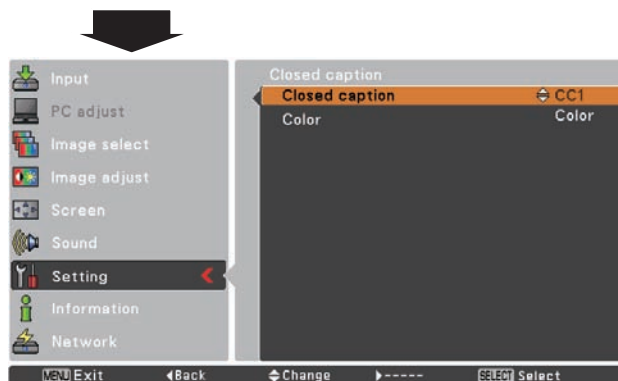 Input
PC adjust
Image select
Image adjust
Screen
Sound
Setting
Information
Network
Closed caption
Closed caption CC1
Color Color
MENU Exit ◀Back Change ▶----- SELECT Select